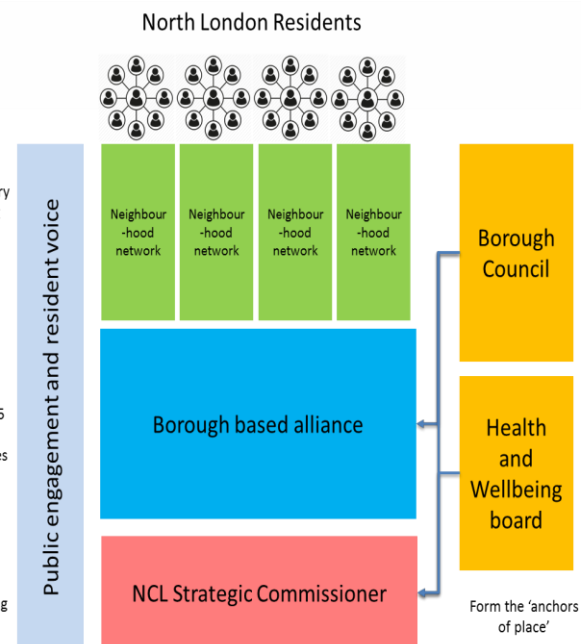 North London Residents
Public engagement and resident voice
Neighbour
-hood
network
Neighbour
-hood
network
Neighbour
-hood
network
Neighbour
-hood
network
Borough based alliance
NCL Strategic Commissioner
Borough
Council
Health
and
Wellbeing
board
Form the ‘anchors
of place’